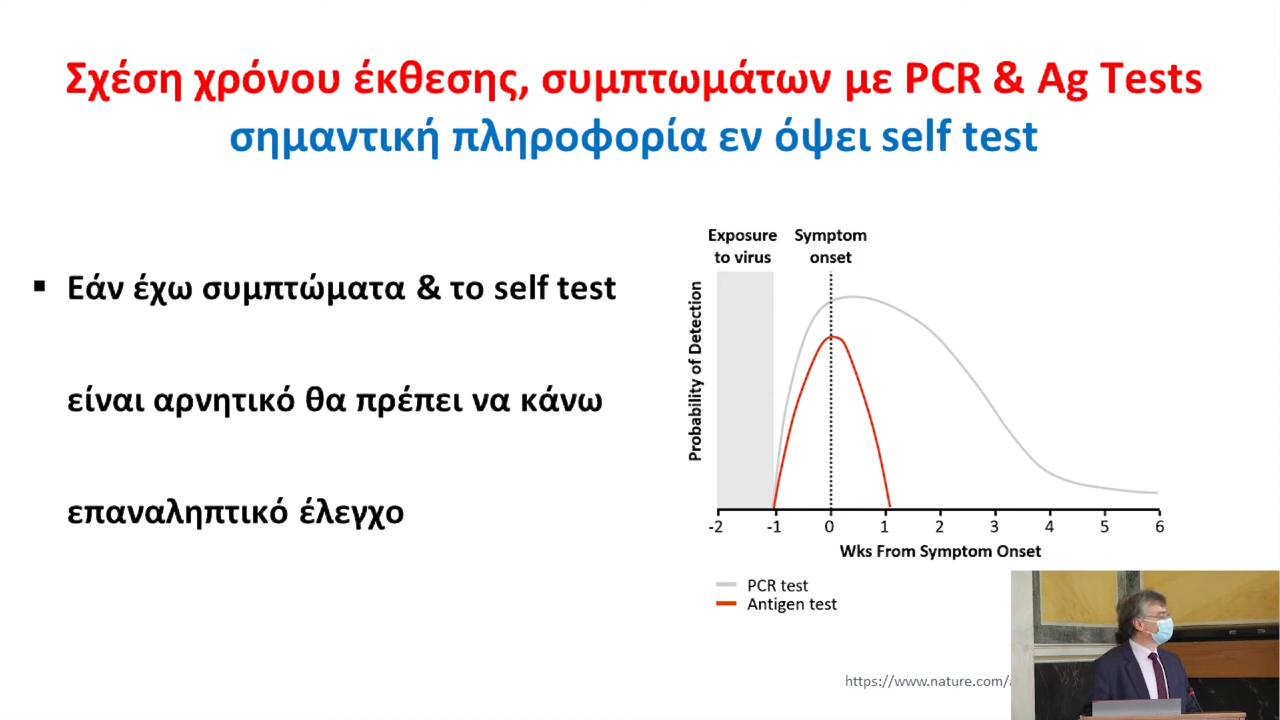 Σχέση χρόνου έκθεσης, συμπτωμάτων με PCR & Ag Tests
σημαντική πληροφορία εν όψει self test
▪ Εάν έχω συμπτώματα & το self test
είναι αρνητικό θα πρέπει να κάνω
επαναληπτικό έλεγχο
Exposure to virus
Symptom onset
Probability of Detection
-2 -1 0 1 2 3 4 5 6
Wks From Symptom Onset
PCR test
Antigen test
https://www.nature.com/